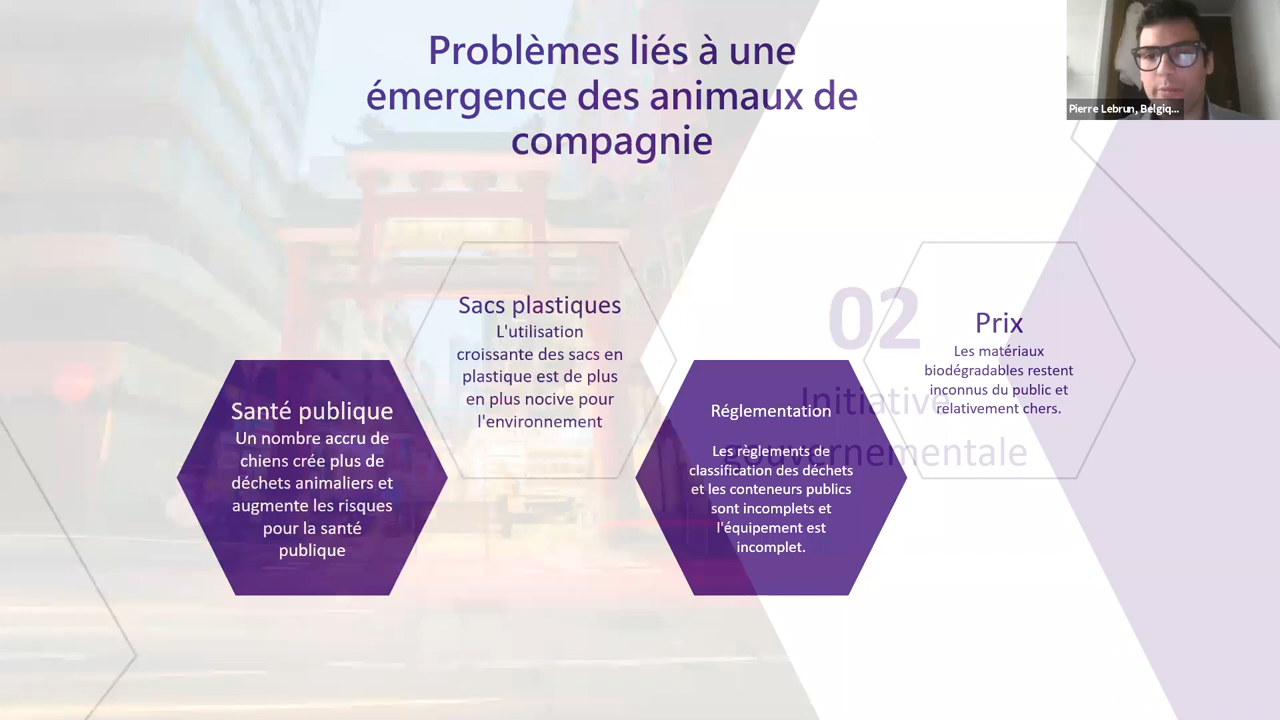 Problèmes liés à une
émergence des animaux de
compagnie
Pierre Lebrun, Belgiq...
Santé publique
Un nombre accru de
chiens crée plus de
déchets animaliers et
augmente les risques
pour la santé
publique
Sacs plastiques
L'utilisation
croissante des sacs en
plastique est de plus
en plus nocive pour
l'environnement
Réglementation
Les règlements de
classification des déchets
et les conteneurs publics
sont incomplets et
l'équipement est
incomplet.
02
Initiative
gouvernementale
Prix
Les matériaux
biodégradables restent
inconnus du public et
relativement chers.